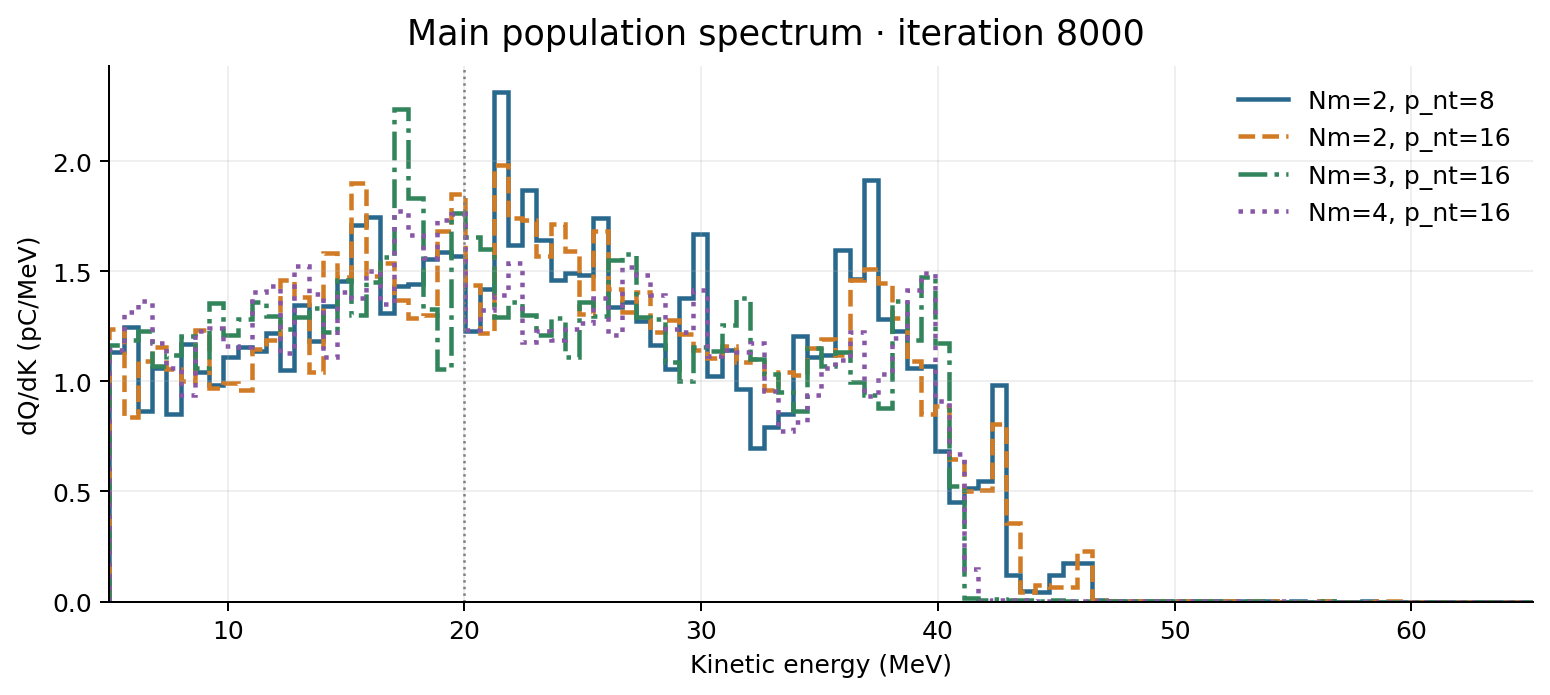 Main population spectrum · iteration 8000
dQ/dK (pC/MeV)
2.0
1.5
1.0
0.5
0.0
Nm=2, p_nt=8
Nm=2, p_nt=16
Nm=3, p_nt=16
Nm=4, p_nt=16
10 20 30 40 50 60
Kinetic energy (MeV)